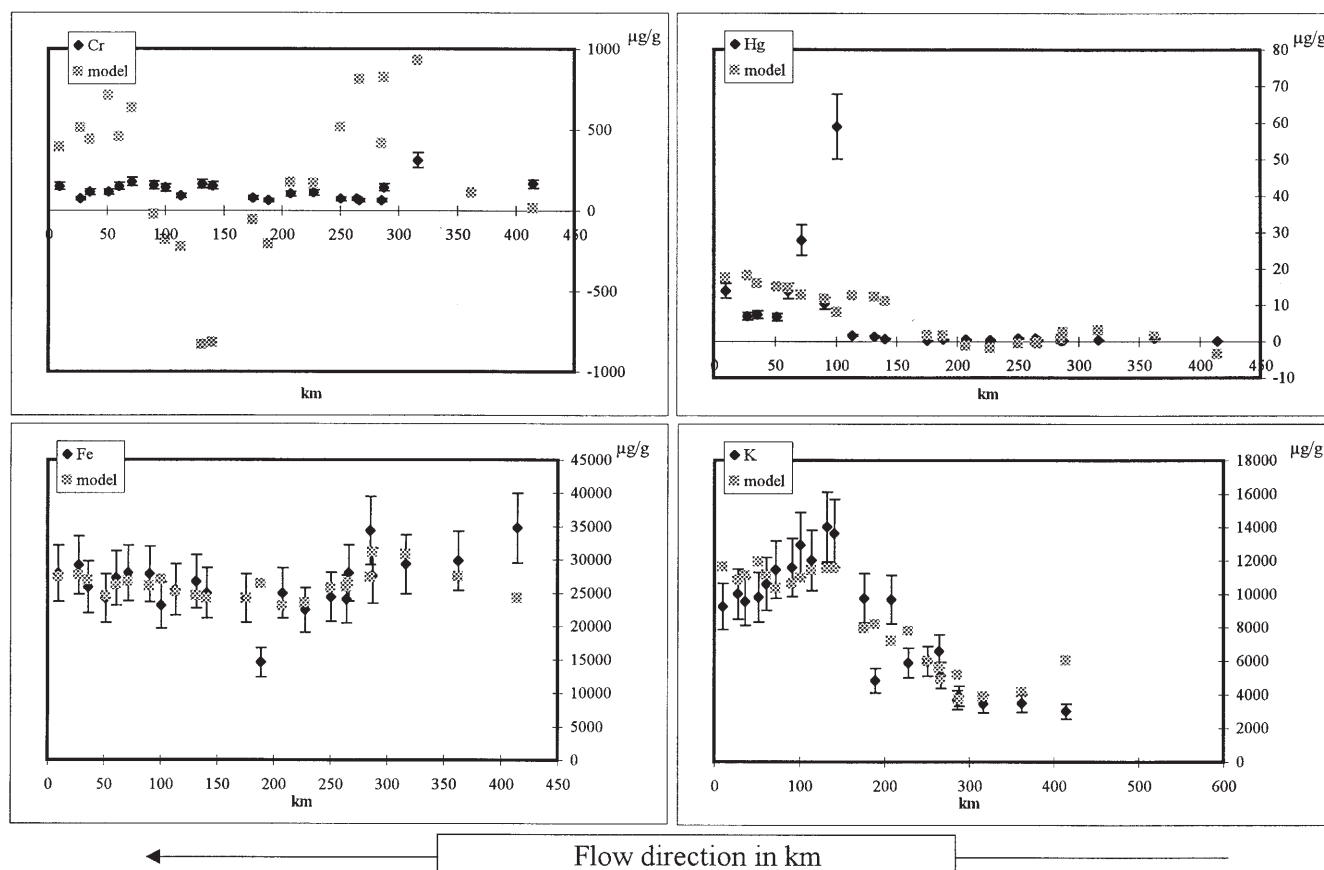 µg/g
Cr
model
1000
500
0
-500
-1000
0 50 100 150 200 250 300 350 400 450
km
µg/g
Hg
model
80
70
60
50
40
30
20
10
0
-10
0 50 100 150 200 250 300 350 400 450
km
µg/g
Fe
model
45000
40000
35000
30000
25000
20000
15000
10000
5000
0
0 50 100 150 200 250 300 350 400 450
km
µg/g
K
model
18000
16000
14000
12000
10000
8000
6000
4000
2000
0
0 100 200 300 400 500 600
km
Flow direction in km